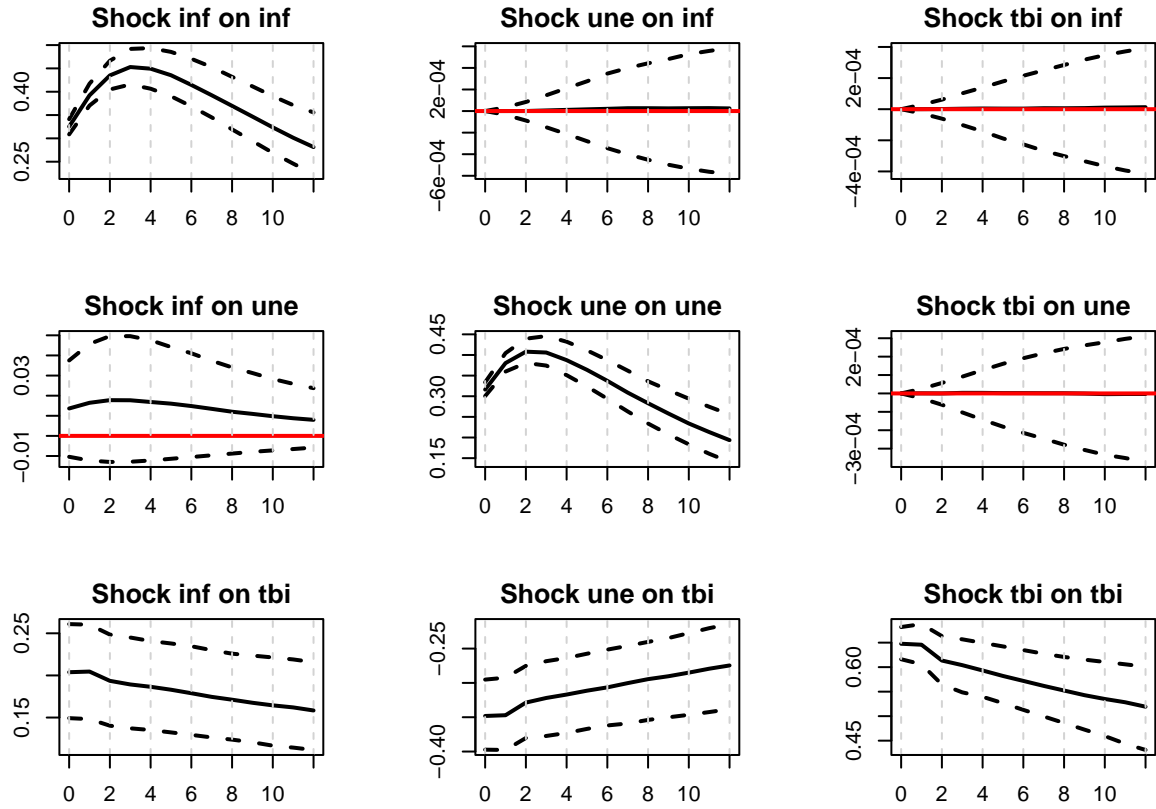 Shock inf on inf
Shock une on inf
Shock tbi on inf
0.40
0.25
2e-04
−6e−04
2e−04
−4e−04
0 2 4 6 8 10
0 2 4 6 8 10
0 2 4 6 8 10
Shock inf on une
Shock une on une
Shock tbi on une
0.03
−0.01
0.45
0.30
0.15
2e−04
−3e−04
0 2 4 6 8 10
0 2 4 6 8 10
0 2 4 6 8 10
Shock inf on tbi
Shock une on tbi
Shock tbi on tbi
0.25
0.15
−0.25
−0.40
0.60
0.45
0 2 4 6 8 10
0 2 4 6 8 10
0 2 4 6 8 10